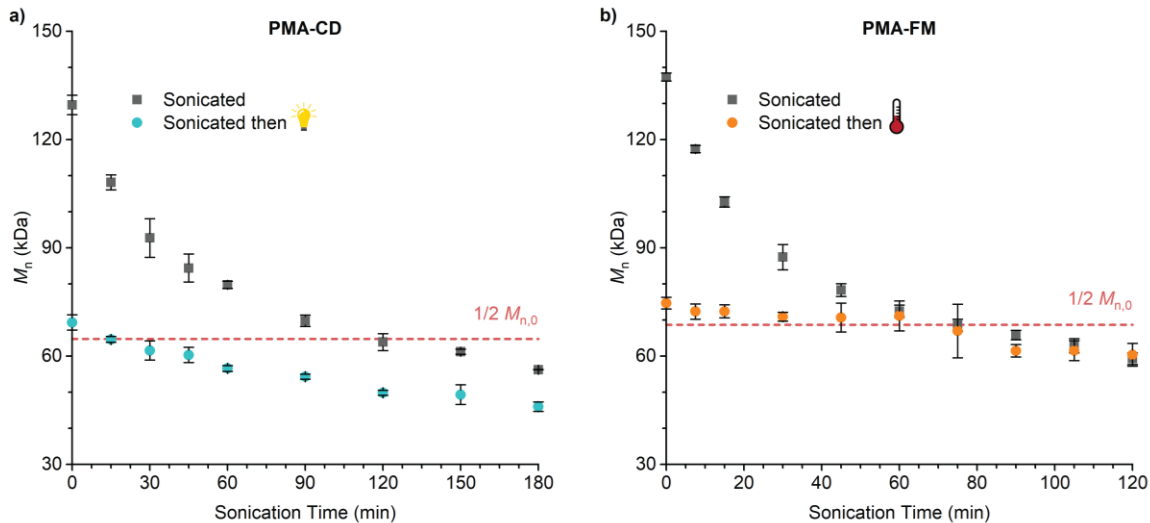 a)
PMA-CD
150
120
90
60
30
Mn (kDa)
Sonicated
Sonicated then
1/2 Mn,0
0
30
60
90
120
150
180
Sonication Time (min)
b)
PMA-FM
150
120
90
60
30
Mn (kDa)
Sonicated
Sonicated then
1/2 Mn,0
0
20
40
60
80
100
120
Sonication Time (min)